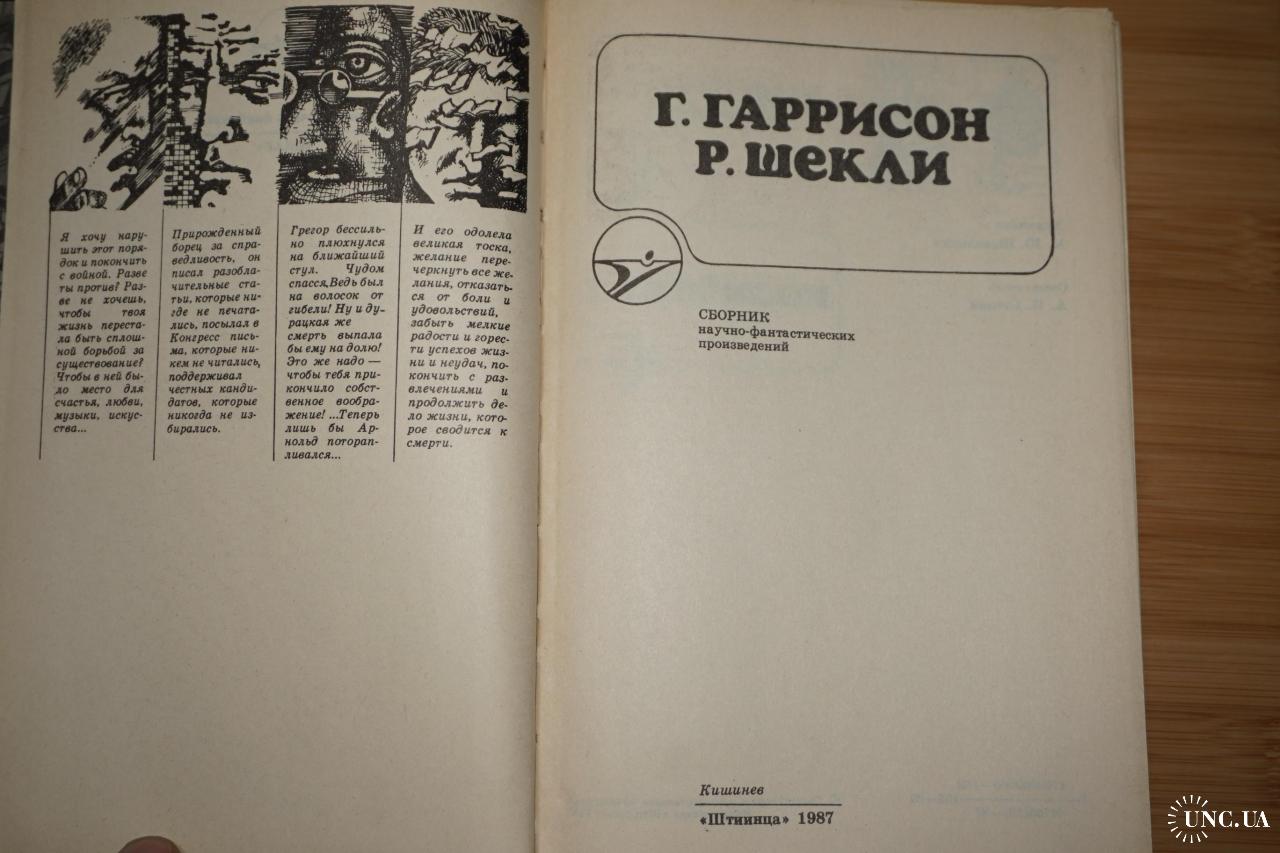 Я хочу нару-
шить этот поря-
док и покончить
с войной. Разве
ты против? Раз-
ве не хочешь,
чтобы твоя
жизнь переста-
ла быть сплош-
ной борьбой за
существование?
Чтобы в ней бы-
ло место для
счастья, любви,
музыки, искус-
ства...
Прирожденный
борец за спра-
ведливость, он
писал разобла-
чительные ста-
тьи, которые ни-
где не печата-
лись, посылал в
Конгресс пись-
ма, которые ни-
кем не читались,
поддерживал
честных канди-
датов, которые
никогда не из-
бирались.
Грегор бессиль-
но плюхнулся
на ближайший
стул. Чудом
спасся,Ведь был
на волосок от
гибели! Ну и ду-
рацкая же
смерть выпала
бы ему на долю!
Это же надо —
чтобы тебя при-
кончило собст-
венное вообра-
жение! ...Теперь
лишь бы Ар-
нольд поторап-
ливался...
И его одолела
великая тоска,
желание пере-
черкнуть все же-
лания, отказать-
ся от боли и
удовольствий,
забыть мелкие
радости и горес-
ти успехов жиз-
ни и неудач, по-
кончить с раз-
влечениями и
продолжить де-
ло жизни, кото-
рое сводится к
смерти.
Г. ГАРРИСОН
Р. ШЕКЛИ
СБОРНИК
научно-фантастических
произведений
Кишинев
«Штиинца» 1987
UNC.UA